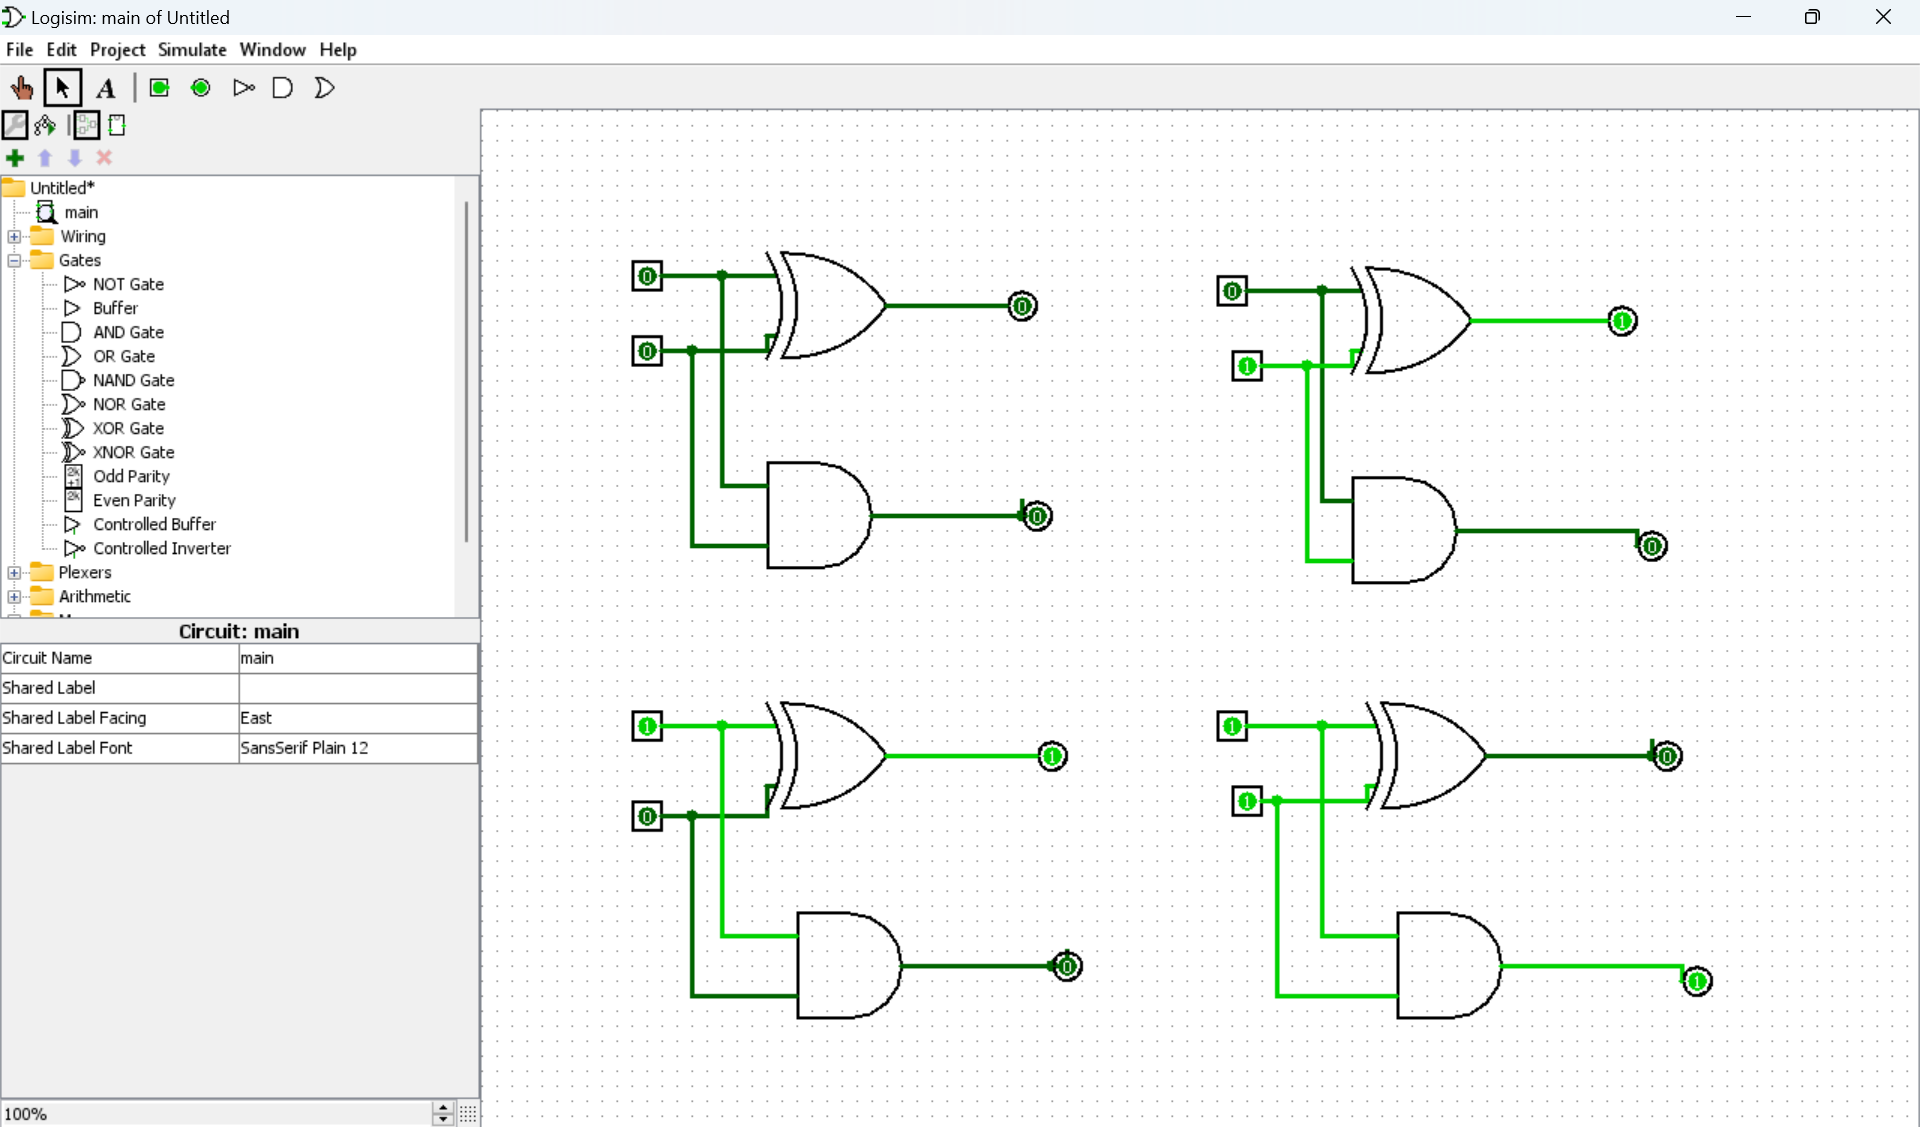 Logisim: main of Untitled
File Edit Project Simulate Window Help
A
Untitled*
main
Wiring
Gates
NOT Gate
Buffer
AND Gate
OR Gate
NAND Gate
NOR Gate
XOR Gate
XNOR Gate
2k+1 Odd Parity
2k Even Parity
Controlled Buffer
Controlled Inverter
Plexers
Arithmetic
Circuit: main
Circuit Name main
Shared Label
Shared Label Facing East
Shared Label Font SansSerif Plain 12
100%
0
0
0
0
0
1
1
0
1
1
0
0
1
0
1
1